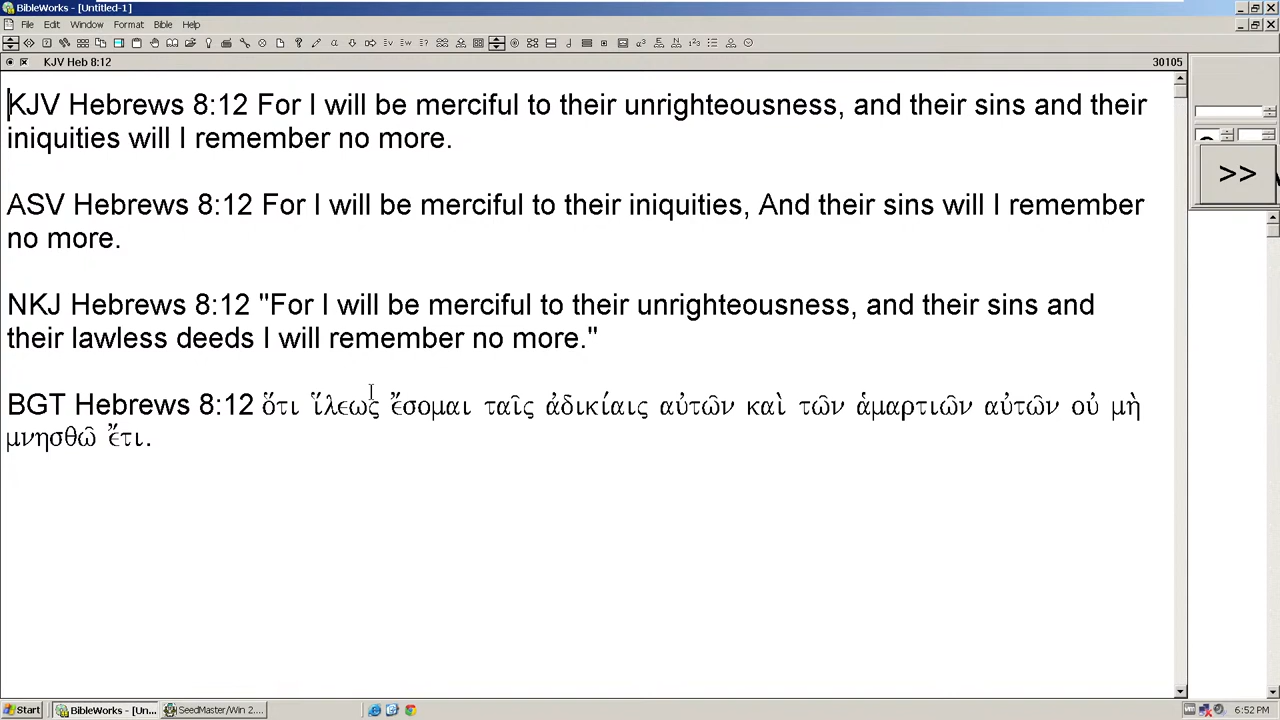 BibleWorks - [Untitled-1]
File Edit Window Format Bible Help
KJV Heb 8:12 30105
KJV Hebrews 8:12 For I will be merciful to their unrighteousness, and their sins and their
iniquities will I remember no more.
ASV Hebrews 8:12 For I will be merciful to their iniquities, And their sins will I remember
no more.
NKJ Hebrews 8:12 "For I will be merciful to their unrighteousness, and their sins and
their lawless deeds I will remember no more."
BGT Hebrews 8:12 ὅτι ἵλεως ἔσομαι ταῖς ἀδικίαις αὐτῶν καὶ τῶν ἁμαρτιῶν αὐτῶν οὐ μὴ
μνησθῶ ἔτι.
>>
Start BibleWorks - [Un... SeedMaster/Win 2.... 6:52 PM